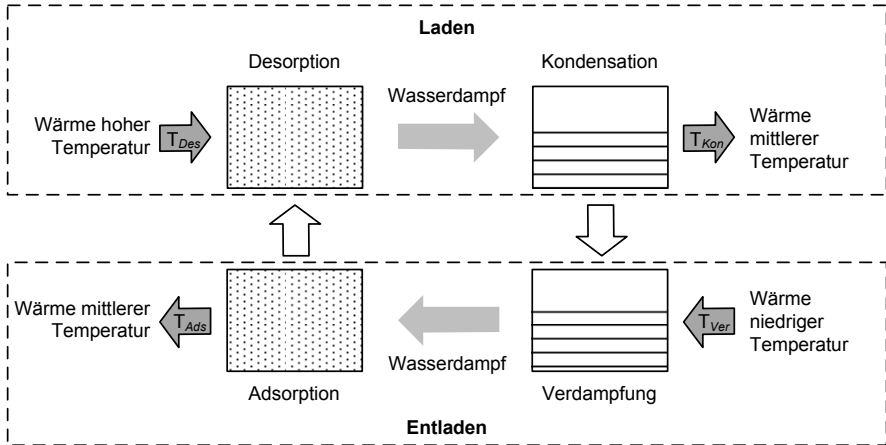 Laden
Desorption
Kondensation
Wasserdampf
Wärme hoher
Temperatur
T_Des
T_Kon
Wärme
mittlerer
Temperatur
Wärme mittlerer
Temperatur
T_Ads
Wasserdampf
T_Ver
Wärme
niedriger
Temperatur
Adsorption
Verdampfung
Entladen